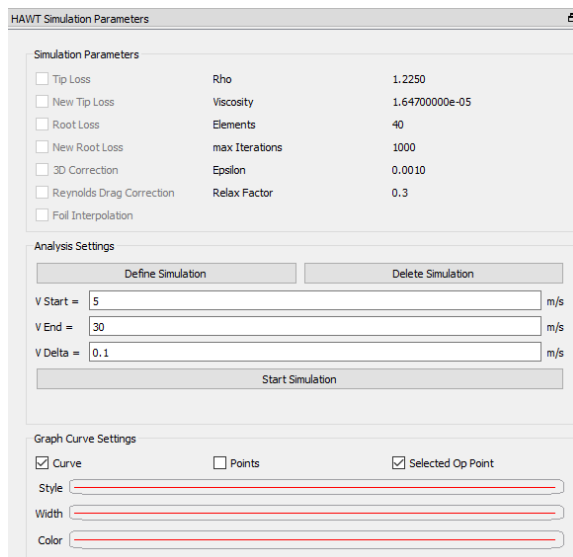 HAWT Simulation Parameters
Simulation Parameters
Tip Loss Rho 1.2250
New Tip Loss Viscosity 1.64700000e-05
Root Loss Elements 40
New Root Loss max Iterations 1000
3D Correction Epsilon 0.0010
Reynolds Drag Correction Relax Factor 0.3
Foil Interpolation
Analysis Settings
Define Simulation Delete Simulation
V Start = 5 m/s
V End = 30 m/s
V Delta = 0.1 m/s
Start Simulation
Graph Curve Settings
Curve Points Selected Op Point
Style
Width
Color